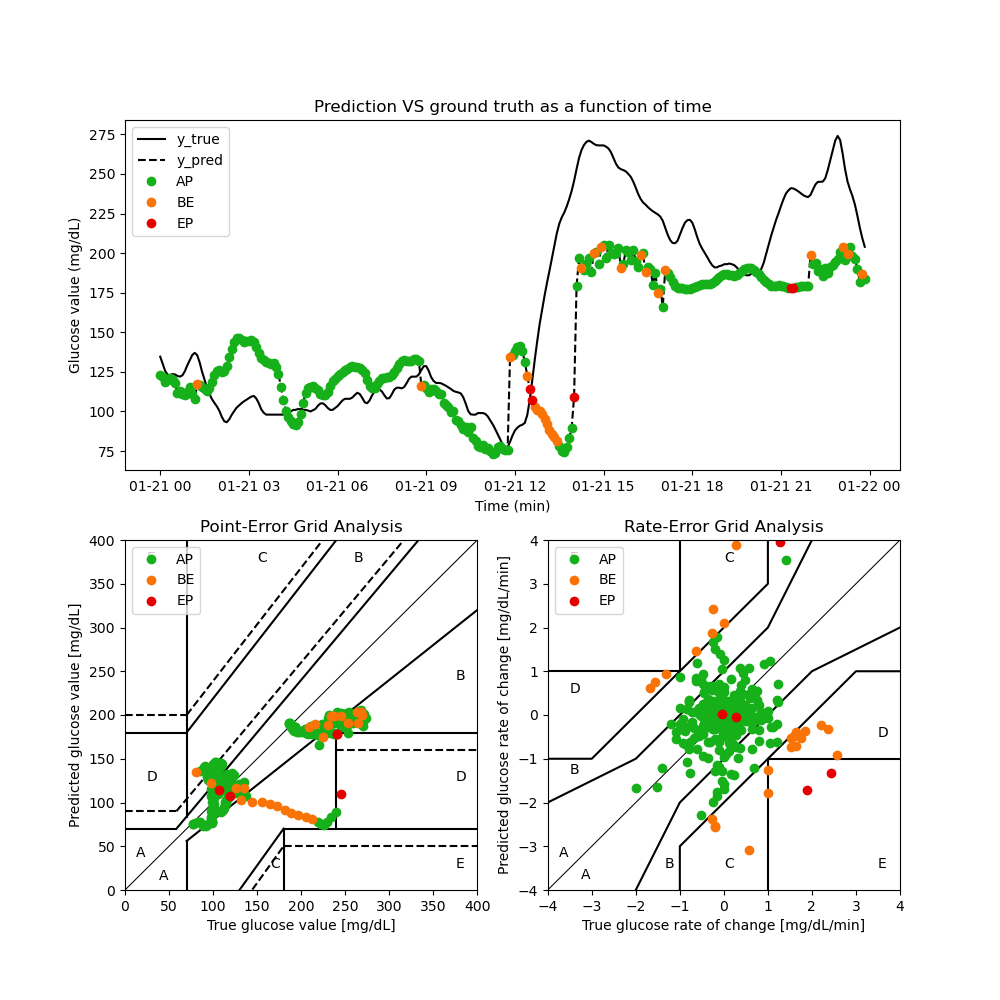 Prediction VS ground truth as a function of time
Glucose value (mg/dL)
275
250
225
200
175
150
125
100
75
y_true
y_pred
AP
BE
EP
01-21 00 01-21 03 01-21 06 01-21 09 01-21 12 01-21 15 01-21 18 01-21 21 01-22 00
Time (min)
Point-Error Grid Analysis
Predicted glucose value [mg/dL]
400
350
300
250
200
150
100
50
0
AP
BE
EP
C
B
B
D
D
A
A
C
E
0 50 100 150 200 250 300 350 400
True glucose value [mg/dL]
Rate-Error Grid Analysis
Predicted glucose rate of change [mg/dL/min]
4
3
2
1
0
−1
−2
−3
−4
AP
BE
EP
C
D
D
B
A
A
B
C
E
−4 −3 −2 −1 0 1 2 3 4
True glucose rate of change [mg/dL/min]